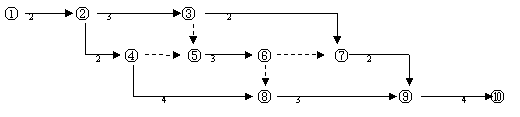 ① 2 ② 3 ③ 2
2 ④ ⑤ 3 ⑥ ⑦ 2
4 ⑧ 3 ⑨ 4 ⑩